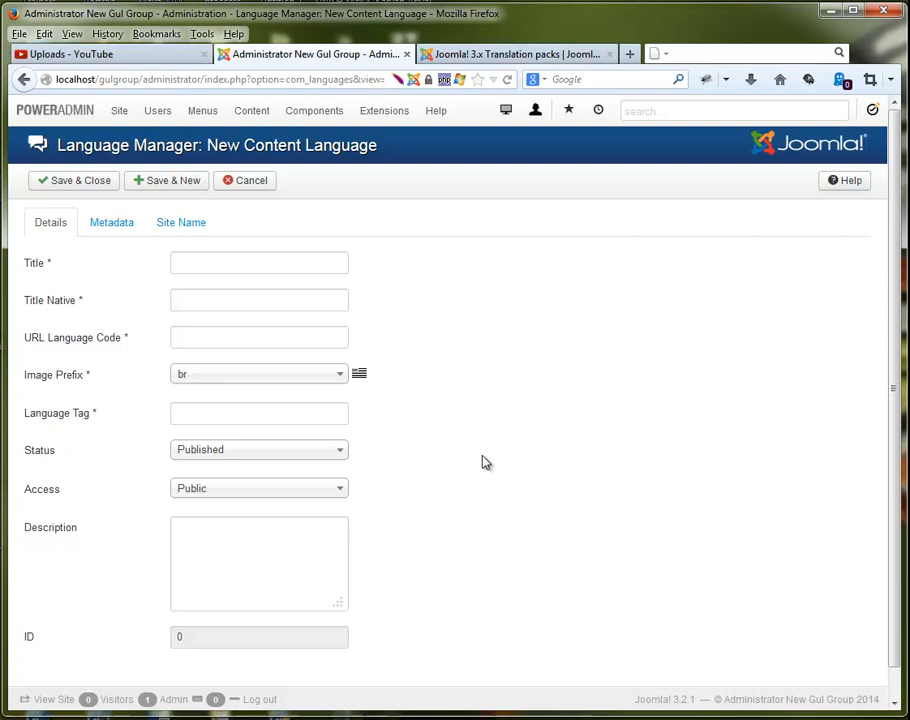 Administrator New Gul Group - Administration - Language Manager: New Content Language - Mozilla Firefox
File Edit View History Bookmarks Tools Help
Uploads - YouTube
Administrator New Gul Group - Admi...
Joomla! 3.x Translation packs | Jooml...
localhost/gulgroup/administrator/index.php?option=com_languages&view=
php
Google
0
POWERADMIN Site Users Menus Content Components Extensions Help
search...
Language Manager: New Content Language
Joomla!
Save & Close
Save & New
Cancel
Help
Details
Metadata
Site Name
Title *
Title Native *
URL Language Code *
Image Prefix *
br
Language Tag *
Status
Published
Access
Public
Description
ID
0
View Site 0 Visitors 1 Admin 0 Log out
Joomla! 3.2.1 — © Administrator New Gul Group 2014